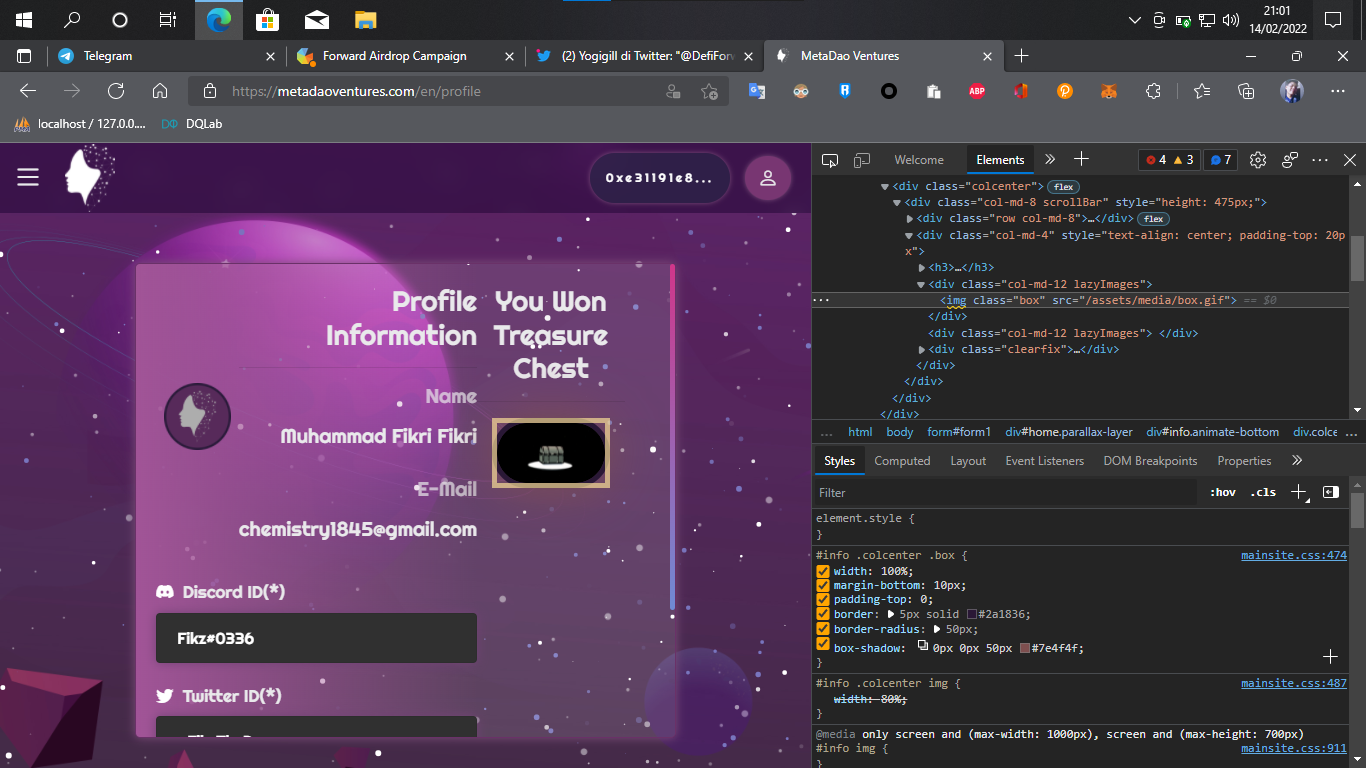 21:01
14/02/2022
Telegram
Forward Airdrop Campaign
(2) Yogigill di Twitter: "@DefiForw
MetaDao Ventures
https://metadaoventures.com/en/profile
localhost / 127.0.0....
DQLab
0xe31191e8...
Profile Information
You Won Treasure Chest
Name
Muhammad Fikri Fikri
E-Mail
chemistry1845@gmail.com
Discord ID(*)
Fikz#0336
Twitter ID(*)
Welcome
Elements
4
3
7
<div class="colcenter"> flex
<div class="col-md-8 scrollBar" style="height: 475px;">
<div class="row col-md-8">…</div> flex
<div class="col-md-4" style="text-align: center; padding-top: 20p
x">
<h3>…</h3>
<div class="col-md-12 lazyImages">
<img class="box" src="/assets/media/box.gif"> == $0
</div>
<div class="col-md-12 lazyImages"> </div>
<div class="clearfix">…</div>
</div>
</div>
</div>
</div>
... html body form#form1 div#home.parallax-layer div#info.animate-bottom div.colce ...
Styles Computed Layout Event Listeners DOM Breakpoints Properties
Filter
:hov .cls
element.style {
}
#info .colcenter .box { mainsite.css:474
width: 100%;
margin-bottom: 10px;
padding-top: 0;
border: 5px solid #2a1836;
border-radius: 50px;
box-shadow: 0px 0px 50px #7e4f4f;
}
#info .colcenter img { mainsite.css:487
width: 80%;
}
@media only screen and (max-width: 1000px), screen and (max-height: 700px)
#info img { mainsite.css:911
}